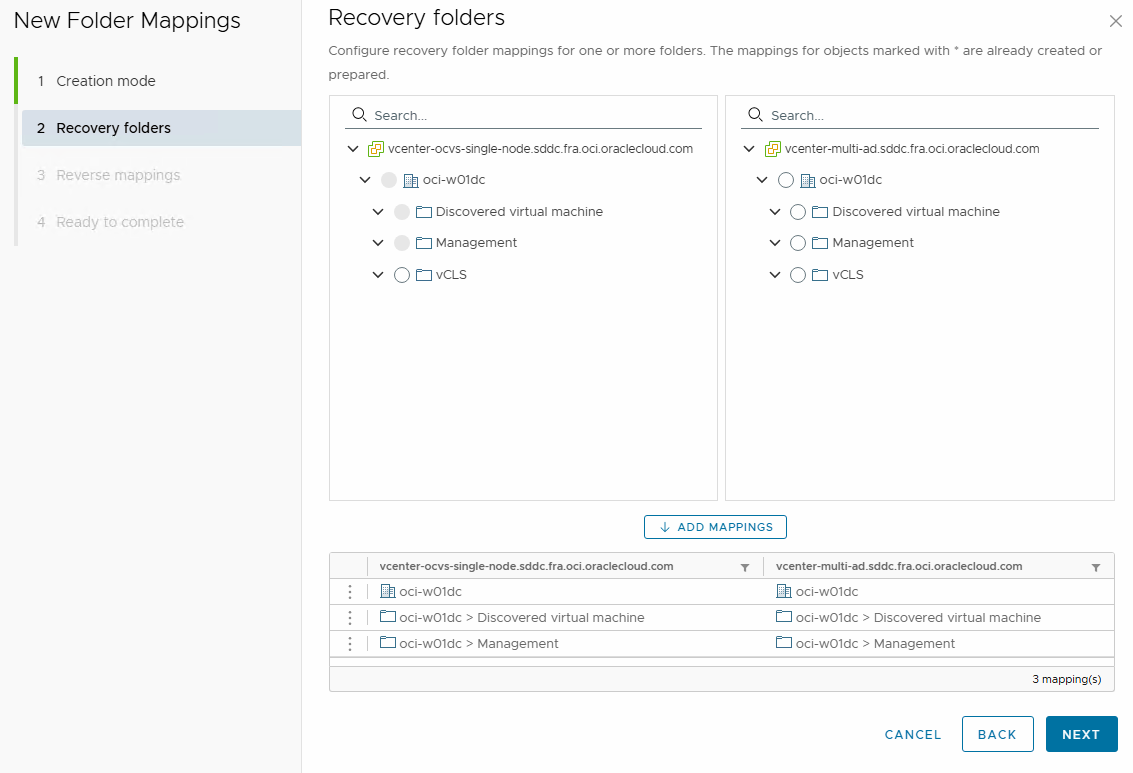 New Folder Mappings
1 Creation mode
2 Recovery folders
3 Reverse mappings
4 Ready to complete
Recovery folders
Configure recovery folder mappings for one or more folders. The mappings for objects marked with * are already created or
prepared.
Search...
vcenter-ocvs-single-node.sddc.fra.oci.oraclecloud.com
oci-w01dc
Discovered virtual machine
Management
vCLS
Search...
vcenter-multi-ad.sddc.fra.oci.oraclecloud.com
oci-w01dc
Discovered virtual machine
Management
vCLS
ADD MAPPINGS
vcenter-ocvs-single-node.sddc.fra.oci.oraclecloud.com vcenter-multi-ad.sddc.fra.oci.oraclecloud.com
oci-w01dc oci-w01dc
oci-w01dc > Discovered virtual machine oci-w01dc > Discovered virtual machine
oci-w01dc > Management oci-w01dc > Management
3 mapping(s)
CANCEL BACK NEXT